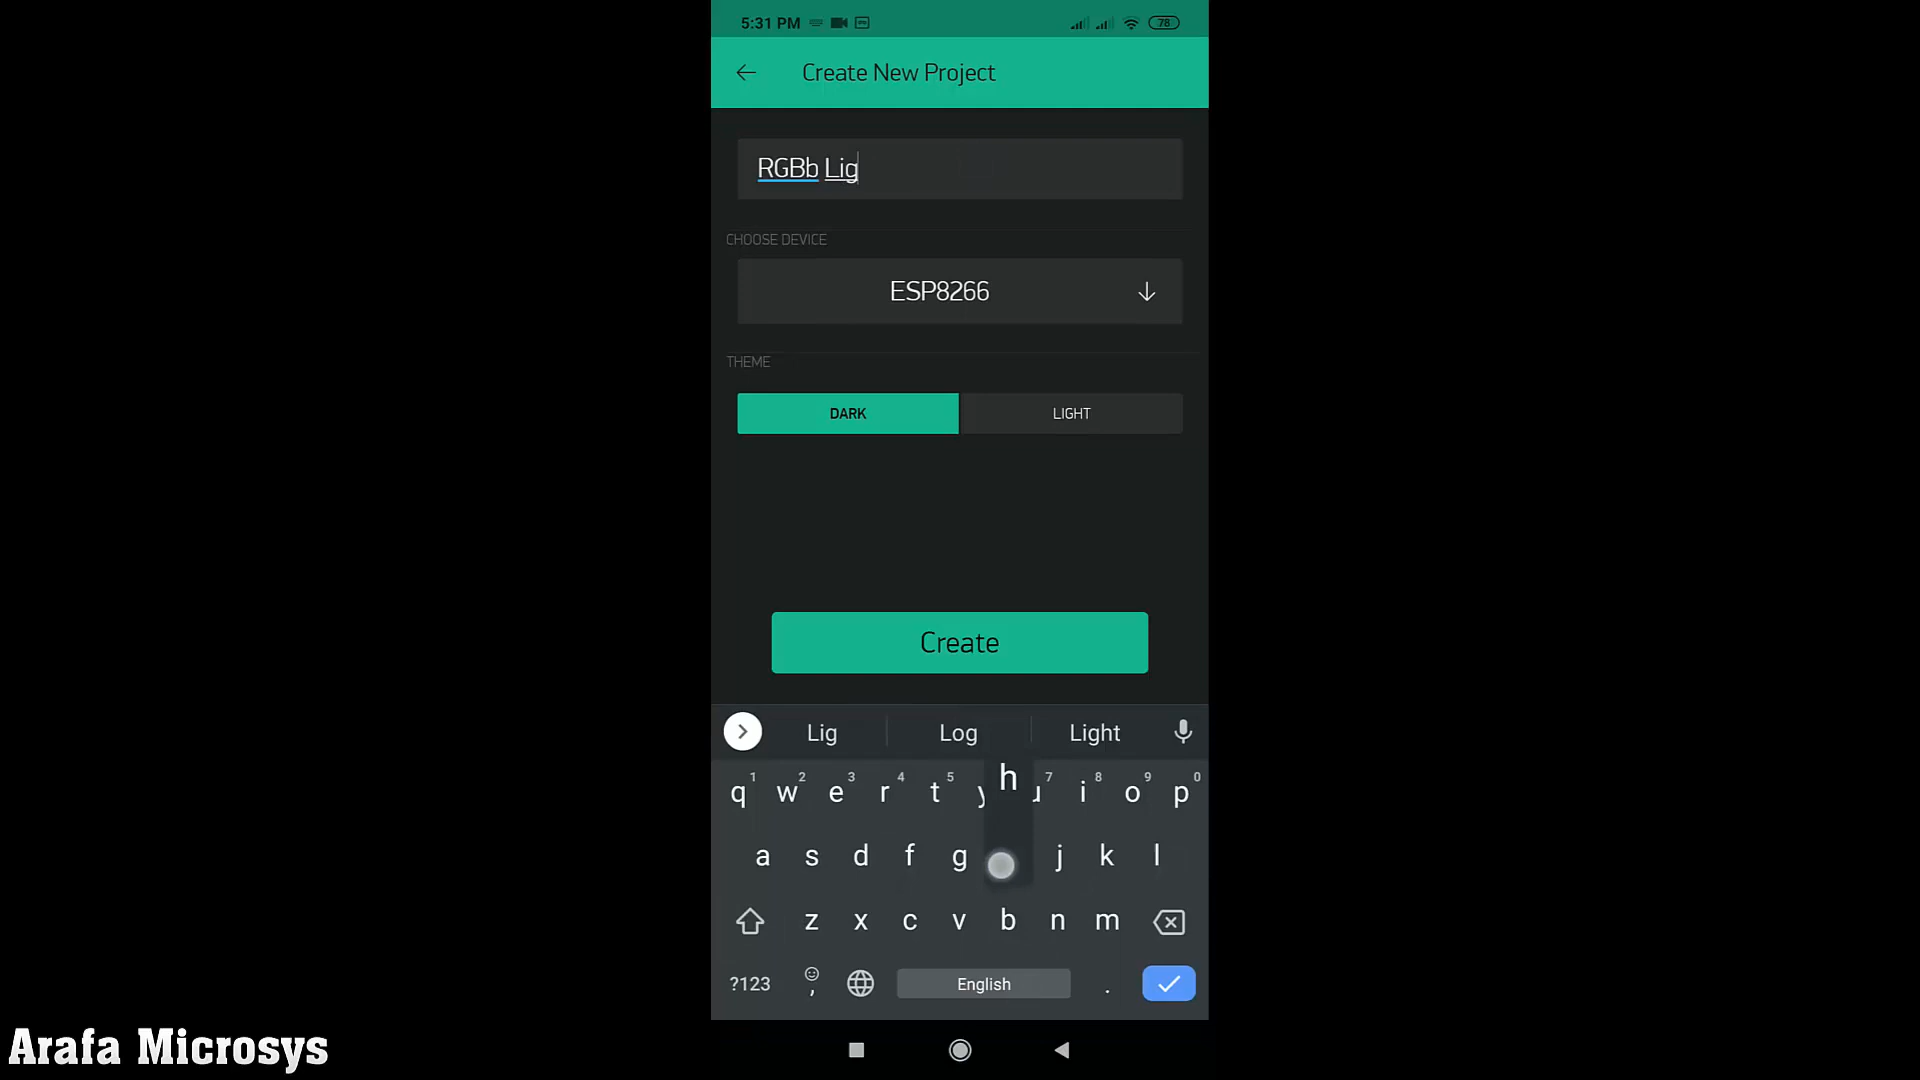 5:31 PM
78
Create New Project
RGBb Lig
CHOOSE DEVICE
ESP8266
THEME
DARK LIGHT
Create
Lig Log Light
h
1 2 3 4 5 7 8 9 0
q w e r t y u i o p
a s d f g j k l
z x c v b n m
?123 , English .
Arafa Microsys